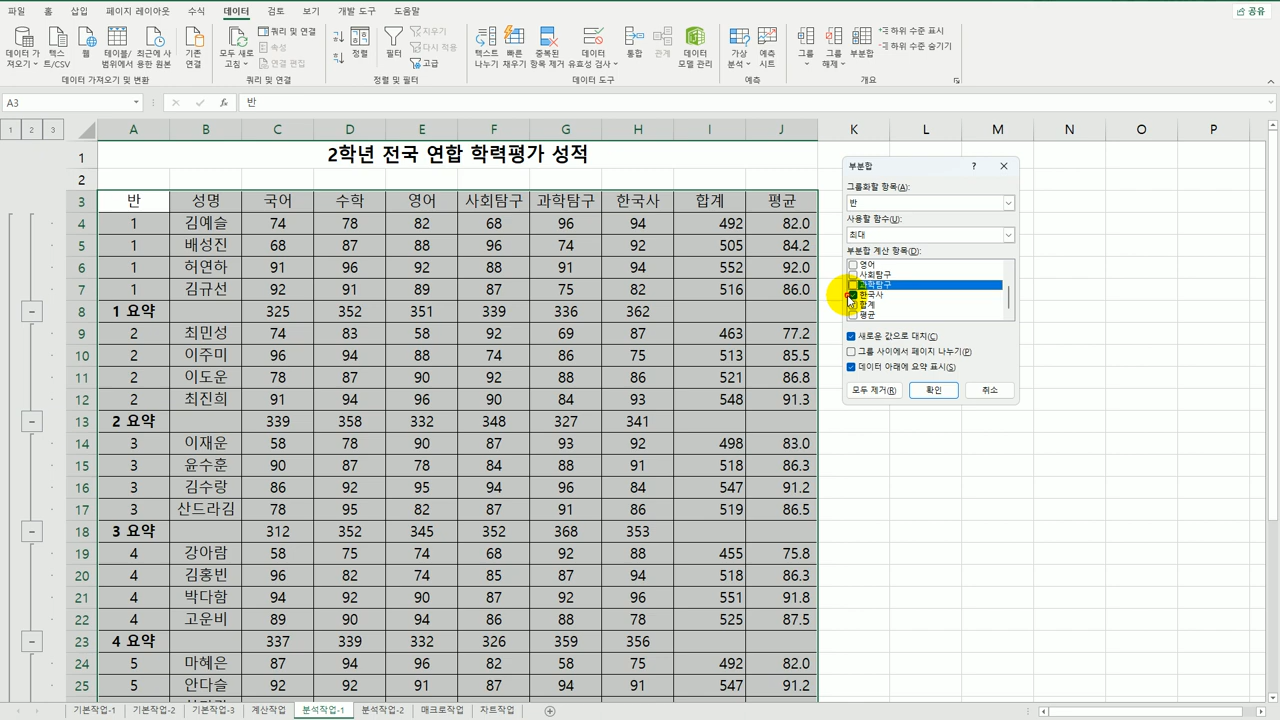 파일 홈 삽입 페이지 레이아웃 수식 데이터 검토 보기 개발 도구 도움말 공유
데이터 가져오기 텍스트/CSV 웹 테이블/범위에서 최근에 사용한 원본 기존 연결 모두 새로 고침 쿼리 및 연결 속성 연결 편집 정렬 필터 지우기 다시 적용 고급 텍스트 나누기 빠른 채우기 중복된 항목 제거 데이터 유효성 검사 통합 관계 데이터 모델 관리 가상 분석 예측 시트 그룹 그룹 해제 부분합 하위 수준 표시 하위 수준 숨기기
데이터 가져오기 및 변환 쿼리 및 연결 정렬 및 필터 데이터 도구 예측 개요
A3 fx 반
1 2 3 A B C D E F G H I J K L M N O P
1 2학년 전국 연합 학력평가 성적
2
3 반 성명 국어 수학 영어 사회탐구 과학탐구 한국사 합계 평균
4 1 김예슬 74 78 82 68 96 94 492 82.0
5 1 배성진 68 87 88 96 74 92 505 84.2
6 1 허연하 91 96 92 88 91 94 552 92.0
7 1 김규선 92 91 89 87 75 82 516 86.0
8 1 요약 325 352 351 339 336 362
9 2 최민성 74 83 58 92 69 87 463 77.2
10 2 이주미 96 94 88 74 86 75 513 85.5
11 2 이도운 78 87 90 92 88 86 521 86.8
12 2 최진희 91 94 96 90 84 93 548 91.3
13 2 요약 339 358 332 348 327 341
14 3 이재운 58 78 90 87 93 92 498 83.0
15 3 윤수훈 90 87 78 84 88 91 518 86.3
16 3 김수랑 86 92 95 94 96 84 547 91.2
17 3 산드라김 78 95 82 87 91 86 519 86.5
18 3 요약 312 352 345 352 368 353
19 4 강아람 58 75 74 68 92 88 455 75.8
20 4 김홍빈 96 82 74 85 87 94 518 86.3
21 4 박다함 94 92 90 87 92 96 551 91.8
22 4 고운비 89 90 94 86 88 78 525 87.5
23 4 요약 337 339 332 326 359 356
24 5 마혜은 87 94 96 82 58 75 492 82.0
25 5 안다슬 92 92 91 87 94 91 547 91.2
부분합 ?
그룹화할 항목(A):
반
사용할 함수(U):
최대
부분합 계산 항목(D):
영어
사회탐구
과학탐구
한국사
합계
평균
새로운 값으로 대치(C)
그룹 사이에서 페이지 나누기(P)
데이터 아래에 요약 표시(S)
모두 제거(R) 확인 취소
기본작업-1 기본작업-2 기본작업-3 계산작업 분석작업-1 분석작업-2 매크로작업 차트작업